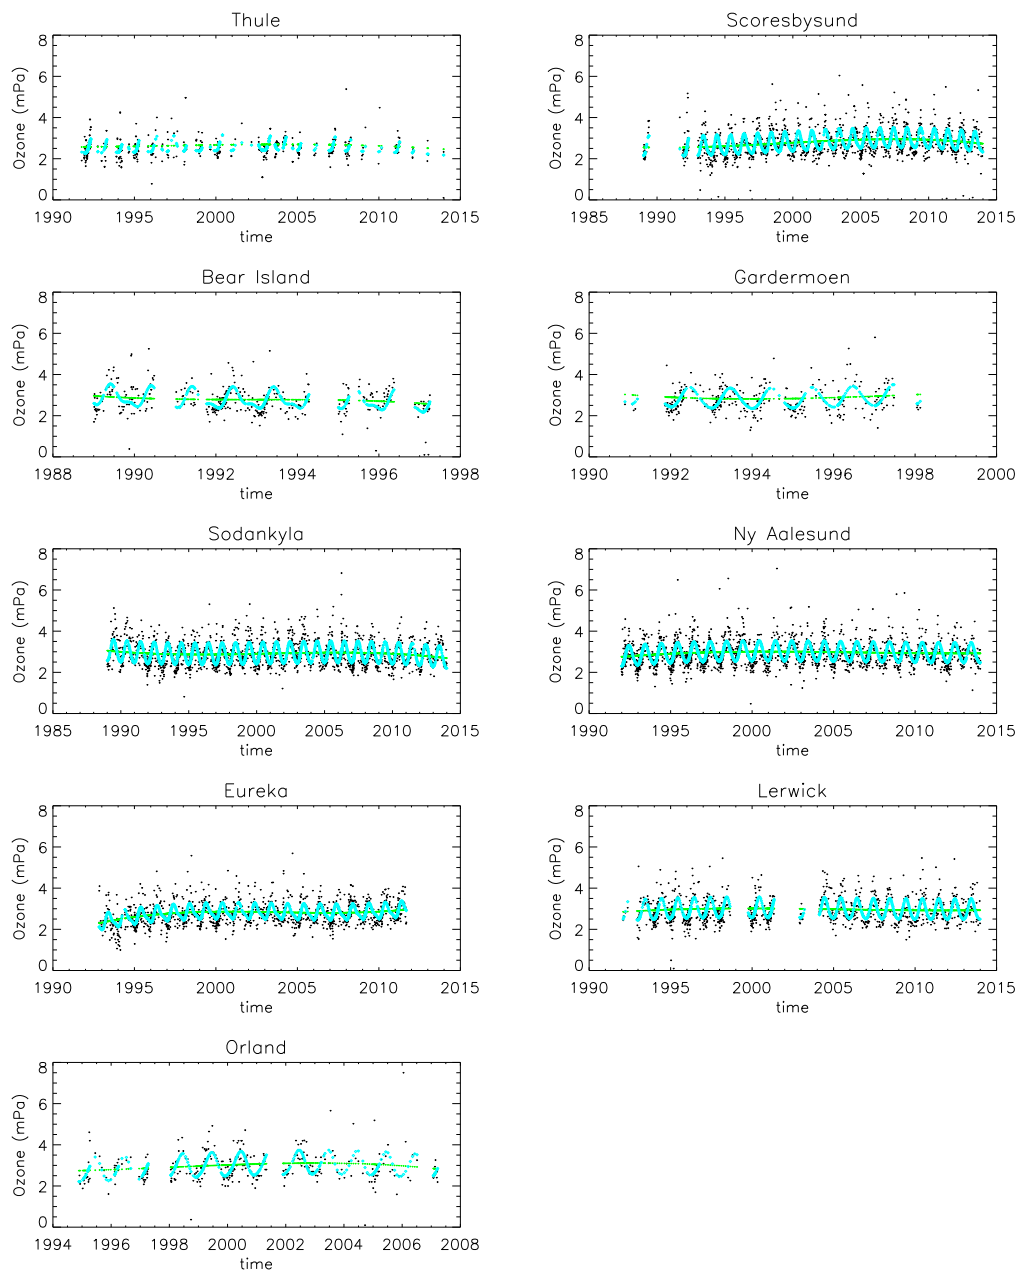 Thule
Ozone (mPa)
8
6
4
2
0
1990 1995 2000 2005 2010 2015
time
Scoresbysund
Ozone (mPa)
8
6
4
2
0
1985 1990 1995 2000 2005 2010 2015
time
Bear Island
Ozone (mPa)
8
6
4
2
0
1988 1990 1992 1994 1996 1998
time
Gardermoen
Ozone (mPa)
8
6
4
2
0
1990 1992 1994 1996 1998 2000
time
Sodankyla
Ozone (mPa)
8
6
4
2
0
1985 1990 1995 2000 2005 2010 2015
time
Ny Aalesund
Ozone (mPa)
8
6
4
2
0
1990 1995 2000 2005 2010 2015
time
Eureka
Ozone (mPa)
8
6
4
2
0
1990 1995 2000 2005 2010 2015
time
Lerwick
Ozone (mPa)
8
6
4
2
0
1990 1995 2000 2005 2010 2015
time
Orland
Ozone (mPa)
8
6
4
2
0
1994 1996 1998 2000 2002 2004 2006 2008
time